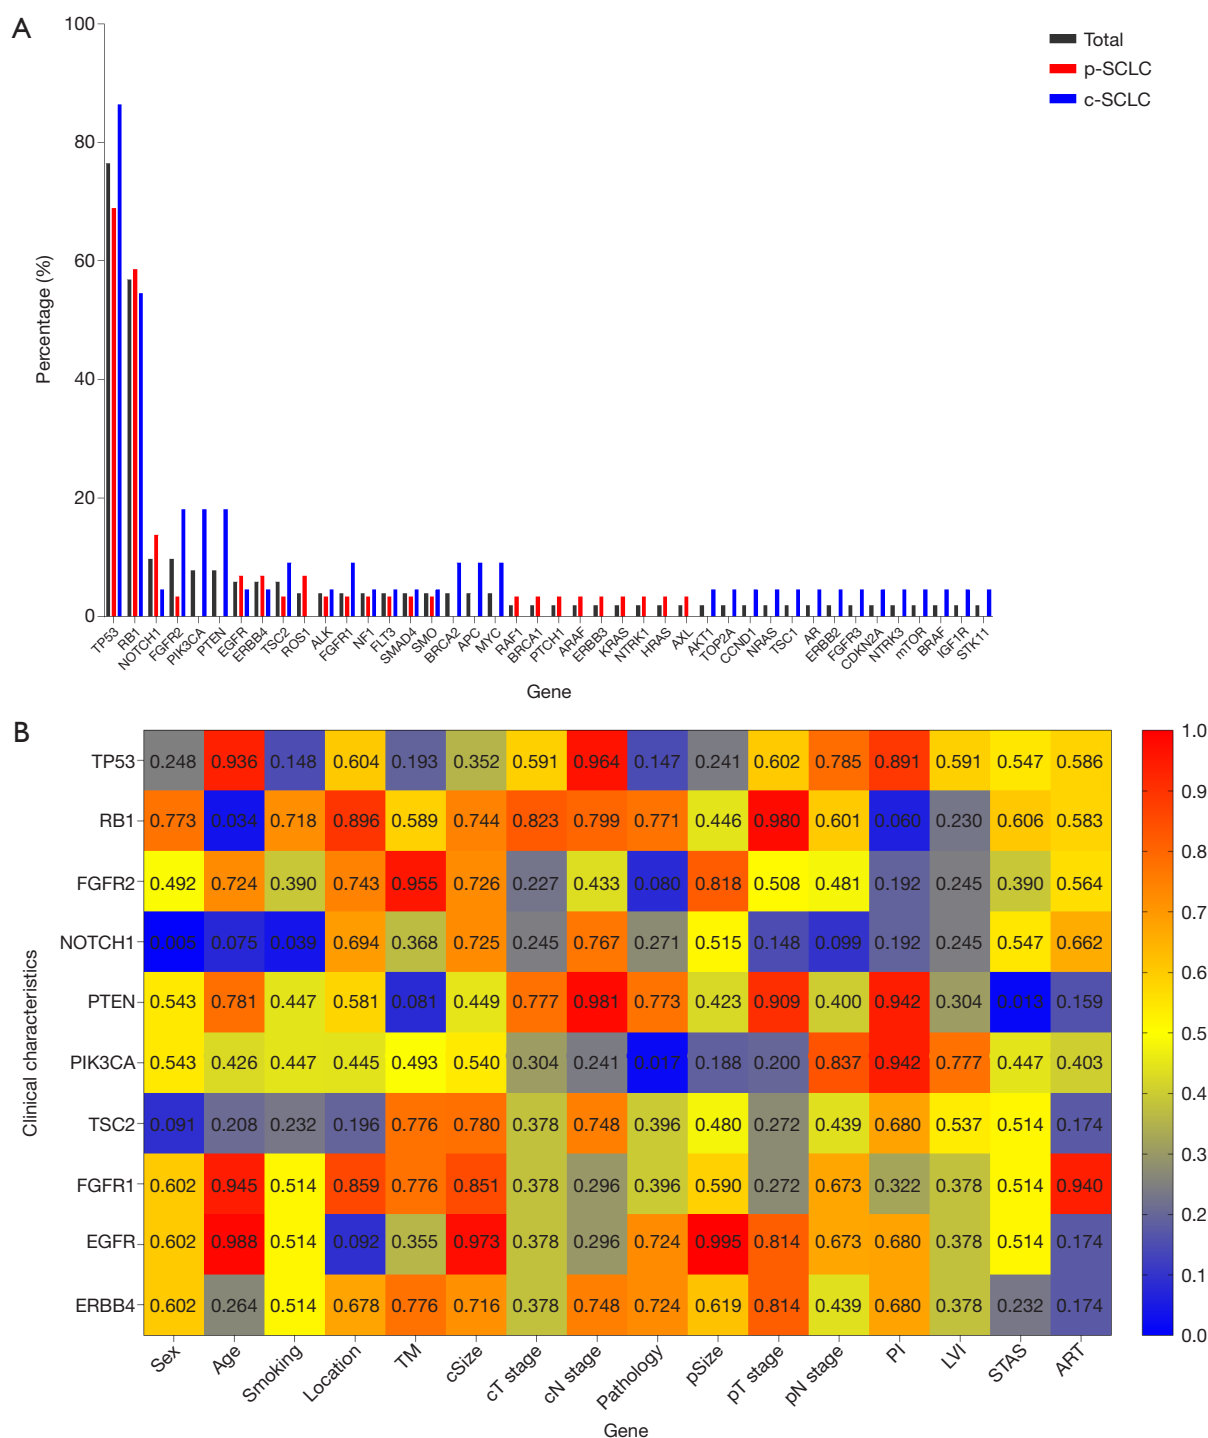 A
100
80
60
40
20
0
Percentage (%)
Total
p-SCLC
c-SCLC
TP53 RB1 NOTCH1 FGFR2 PIK3CA PTEN EGFR ERBB4 TSC2 ROS1 ALK FGFR1 NF1 FLT3 SMAD4 SMO BRCA2 APC MYC RAF1 BRCA1 PTCH1 ARAF ERBB3 KRAS NTRK1 HRAS AXL AKT1 TOP2A CCND1 NRAS TSC1 AR ERBB2 FGFR3 CDKN2A NTRK3 mTOR BRAF IGF1R STK11
Gene
B
Clinical characteristics
TP53 0.248 0.936 0.148 0.604 0.193 0.352 0.591 0.964 0.147 0.241 0.602 0.785 0.891 0.591 0.547 0.586
RB1 0.773 0.034 0.718 0.896 0.589 0.744 0.823 0.799 0.771 0.446 0.980 0.601 0.060 0.230 0.606 0.583
FGFR2 0.492 0.724 0.390 0.743 0.955 0.726 0.227 0.433 0.080 0.818 0.508 0.481 0.192 0.245 0.390 0.564
NOTCH1 0.005 0.075 0.039 0.694 0.368 0.725 0.245 0.767 0.271 0.515 0.148 0.099 0.192 0.245 0.547 0.662
PTEN 0.543 0.781 0.447 0.581 0.081 0.449 0.777 0.981 0.773 0.423 0.909 0.400 0.942 0.304 0.013 0.159
PIK3CA 0.543 0.426 0.447 0.445 0.493 0.540 0.304 0.241 0.017 0.188 0.200 0.837 0.942 0.777 0.447 0.403
TSC2 0.091 0.208 0.232 0.196 0.776 0.780 0.378 0.748 0.396 0.480 0.272 0.439 0.680 0.537 0.514 0.174
FGFR1 0.602 0.945 0.514 0.859 0.776 0.851 0.378 0.296 0.396 0.590 0.272 0.673 0.322 0.378 0.514 0.940
EGFR 0.602 0.988 0.514 0.092 0.355 0.973 0.378 0.296 0.724 0.995 0.814 0.673 0.680 0.378 0.514 0.174
ERBB4 0.602 0.264 0.514 0.678 0.776 0.716 0.378 0.748 0.724 0.619 0.814 0.439 0.680 0.378 0.232 0.174
Sex Age Smoking Location TM cSize cT stage cN stage Pathology pSize pT stage pN stage PI LVI STAS ART
Gene
1.0
0.9
0.8
0.7
0.6
0.5
0.4
0.3
0.2
0.1
0.0